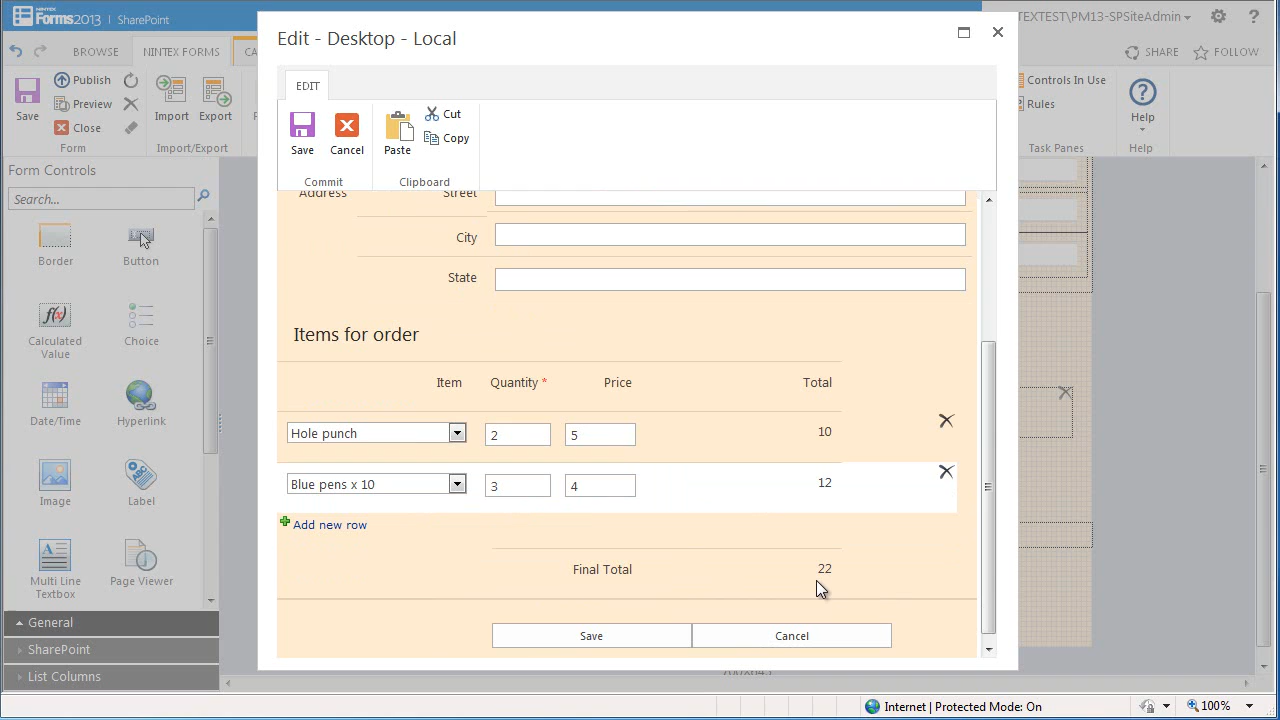 NINTEX
Forms2013 | SharePoint
TEXTEST\PM13-SPSiteAdmin
BROWSE
NINTEX FORMS
SHARE
FOLLOW
Save
Publish
Preview
Close
Form
Import
Export
Import/Export
Controls In Use
Rules
Task Panes
Help
Help
Form Controls
Search...
Border
Button
f(x)
Calculated
Value
Choice
Date/Time
Hyperlink
Image
Label
Multi Line
Textbox
Page Viewer
General
SharePoint
List Columns
Edit - Desktop - Local
EDIT
Save
Cancel
Commit
Paste
Cut
Copy
Clipboard
Address
Street
City
State
Items for order
Item
Quantity *
Price
Total
Hole punch
2
5
10
Blue pens x 10
3
4
12
Add new row
Final Total
22
Save
Cancel
Internet | Protected Mode: On
100%